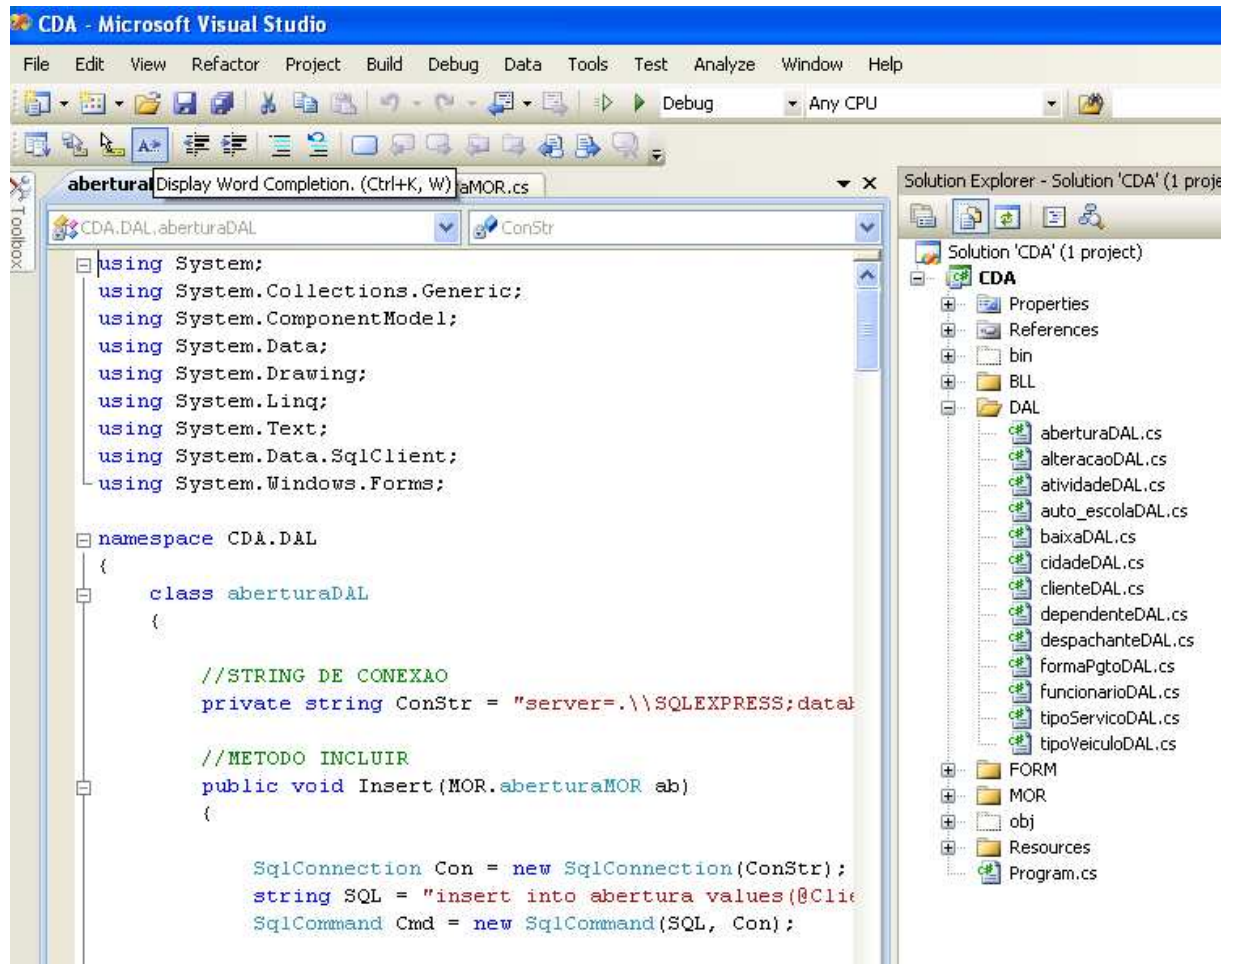 CDA - Microsoft Visual Studio
File Edit View Refactor Project Build Debug Data Tools Test Analyze Window Help
Debug Any CPU
A
Display Word Completion. (Ctrl+K, W)
abertura aMOR.cs
Toolbox
CDA.DAL.aberturaDAL ConStr
using System;
using System.Collections.Generic;
using System.ComponentModel;
using System.Data;
using System.Drawing;
using System.Linq;
using System.Text;
using System.Data.SqlClient;
using System.Windows.Forms;
namespace CDA.DAL
{
class aberturaDAL
{
//STRING DE CONEXAO
private string ConStr = "server=.\\SQLEXPRESS;datab
//METODO INCLUIR
public void Insert(MOR.aberturaMOR ab)
{
SqlConnection Con = new SqlConnection(ConStr);
string SQL = "insert into abertura values(@Clie
SqlCommand Cmd = new SqlCommand(SQL, Con);
Solution Explorer - Solution 'CDA' (1 proje
Solution 'CDA' (1 project)
CDA
Properties
References
bin
BLL
DAL
aberturaDAL.cs
alteracaoDAL.cs
atividadeDAL.cs
auto_escolaDAL.cs
baixaDAL.cs
cidadeDAL.cs
clienteDAL.cs
dependenteDAL.cs
despachanteDAL.cs
formaPgtoDAL.cs
funcionarioDAL.cs
tipoServicoDAL.cs
tipoVeiculoDAL.cs
FORM
MOR
obj
Resources
Program.cs